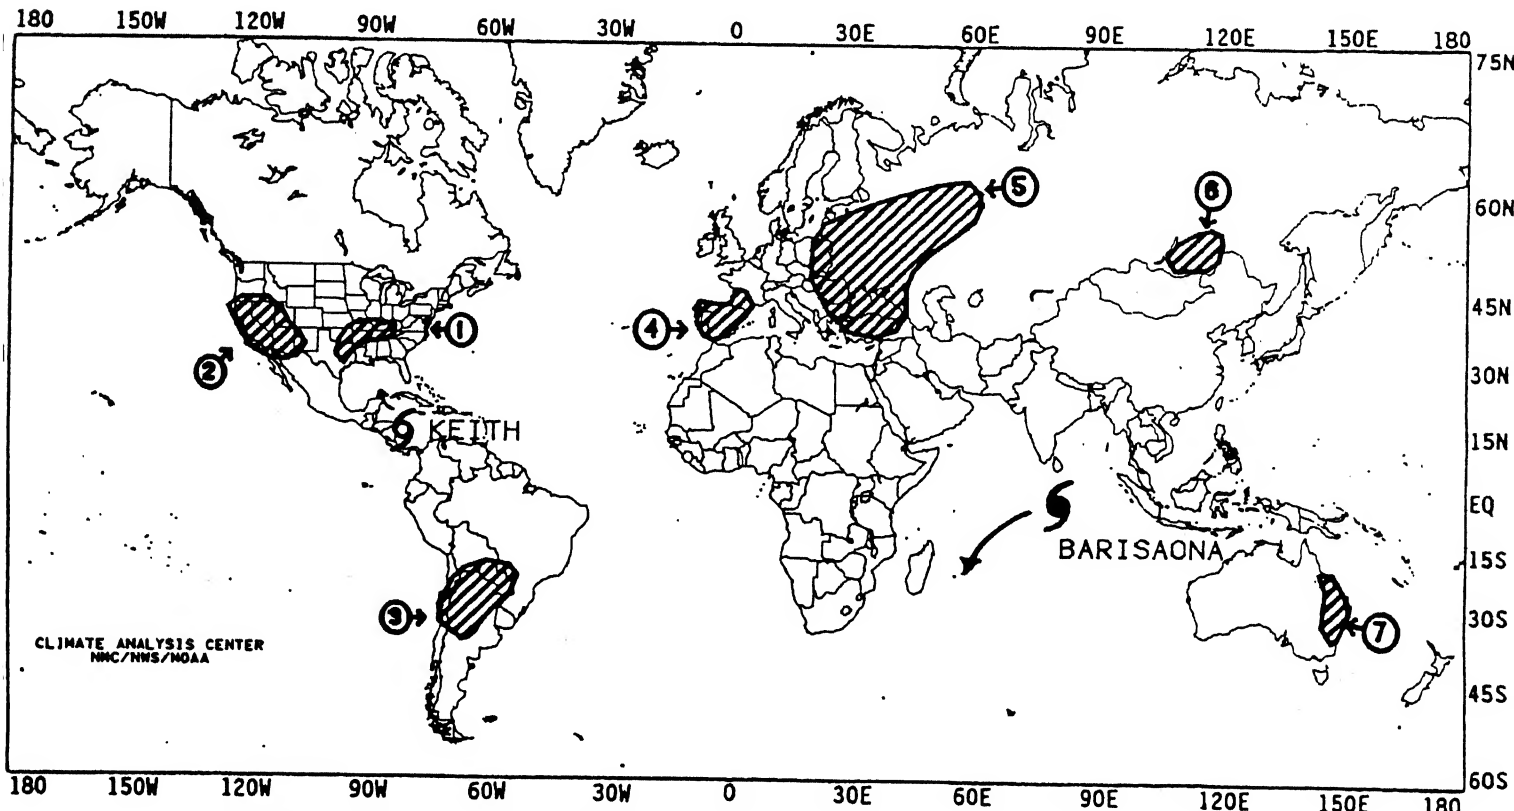 180 150W 120W 90W 60W 30W 0 30E 60E 90E 120E 150E 180
75N
60N
45N
30N
15N
EQ
15S
30S
45S
60S
5
6
4
1
2
KEITH
BARISAONA
3
7
CLIMATE ANALYSIS CENTER
NMC/NWS/NOAA
180 150W 120W 90W 60W 30W 0 30E 60E 90E 120E 150E 180